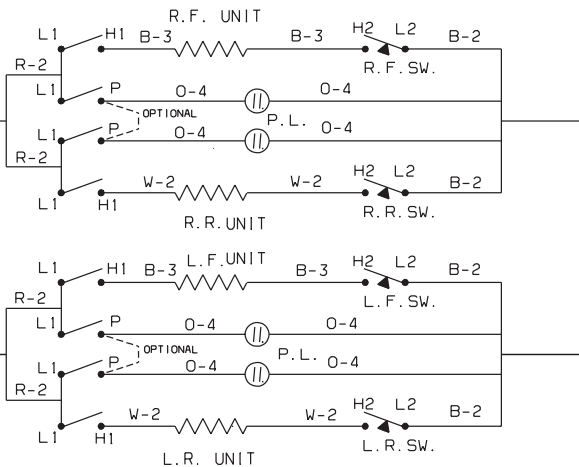 R.F. UNIT
L1 H1 B-3 B-3 H2 L2 B-2
R-2 R.F.SW.
L1 P O-4 O-4
OPTIONAL P.L.
L1 P O-4 O-4
R-2
W-2 W-2 H2 L2 B-2
L1 H1 R.R.SW.
R.R.UNIT
L.F.UNIT
L1 H1 B-3 B-3 H2 L2 B-2
R-2 L.F.SW.
L1 P O-4 O-4
OPTIONAL P.L.
L1 P O-4 O-4
R-2
W-2 W-2 H2 L2 B-2
L1 H1 L.R.SW.
L.R. UNIT